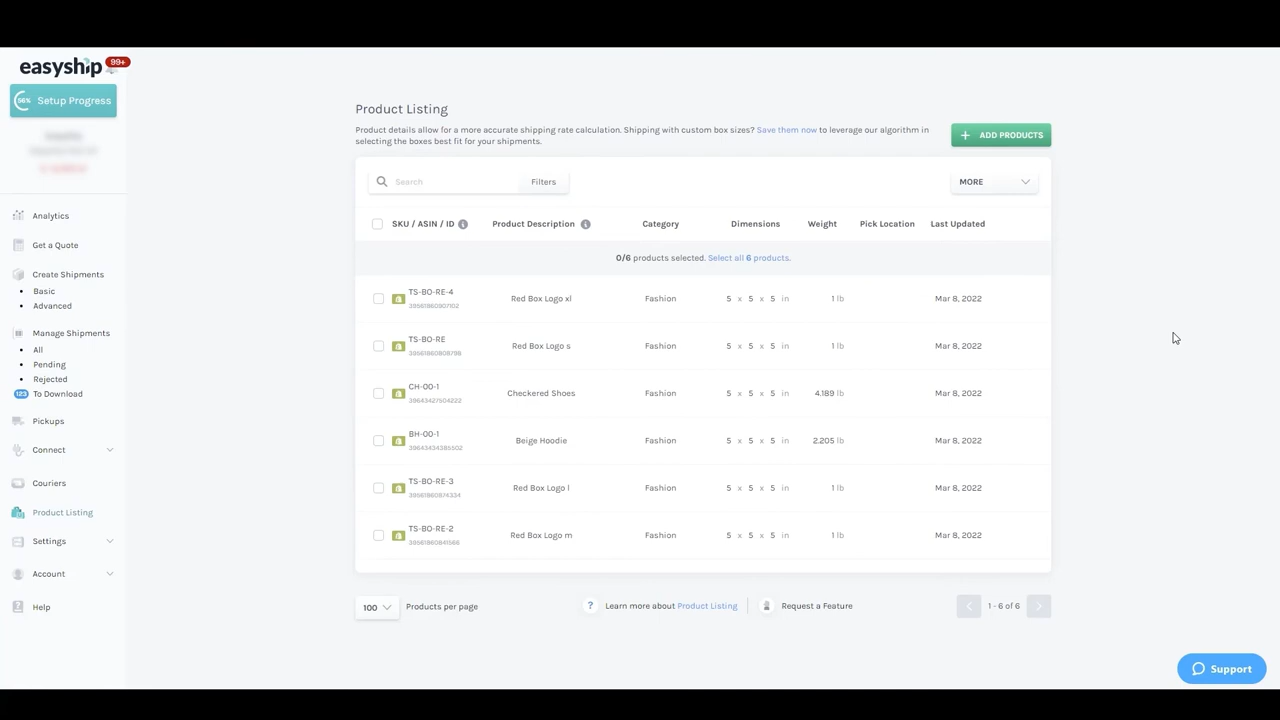 easyship
99+
96%
Setup Progress
Analytics
Get a Quote
Create Shipments
Basic
Advanced
Manage Shipments
All
Pending
Rejected
123 To Download
Pickups
Connect
Couriers
Product Listing
Settings
Account
Help
Product Listing
Product details allow for a more accurate shipping rate calculation. Shipping with custom box sizes? Save them now to leverage our algorithm in
selecting the boxes best fit for your shipments.
+ ADD PRODUCTS
Search
Filters
MORE
SKU / ASIN / ID Product Description Category Dimensions Weight Pick Location Last Updated
0/6 products selected. Select all 6 products.
TS-BO-RE-4 Red Box Logo xl Fashion 5 x 5 x 5 in 1 lb Mar 8, 2022
39561860907102
TS-BO-RE Red Box Logo s Fashion 5 x 5 x 5 in 1 lb Mar 8, 2022
39561860808798
CH-00-1 Checkered Shoes Fashion 5 x 5 x 5 in 4.189 lb Mar 8, 2022
39643427504222
BH-00-1 Beige Hoodie Fashion 5 x 5 x 5 in 2.205 lb Mar 8, 2022
39643434385502
TS-BO-RE-3 Red Box Logo l Fashion 5 x 5 x 5 in 1 lb Mar 8, 2022
39561860874334
TS-BO-RE-2 Red Box Logo m Fashion 5 x 5 x 5 in 1 lb Mar 8, 2022
39561860841566
100 Products per page
? Learn more about Product Listing
Request a Feature
1 - 6 of 6
Support